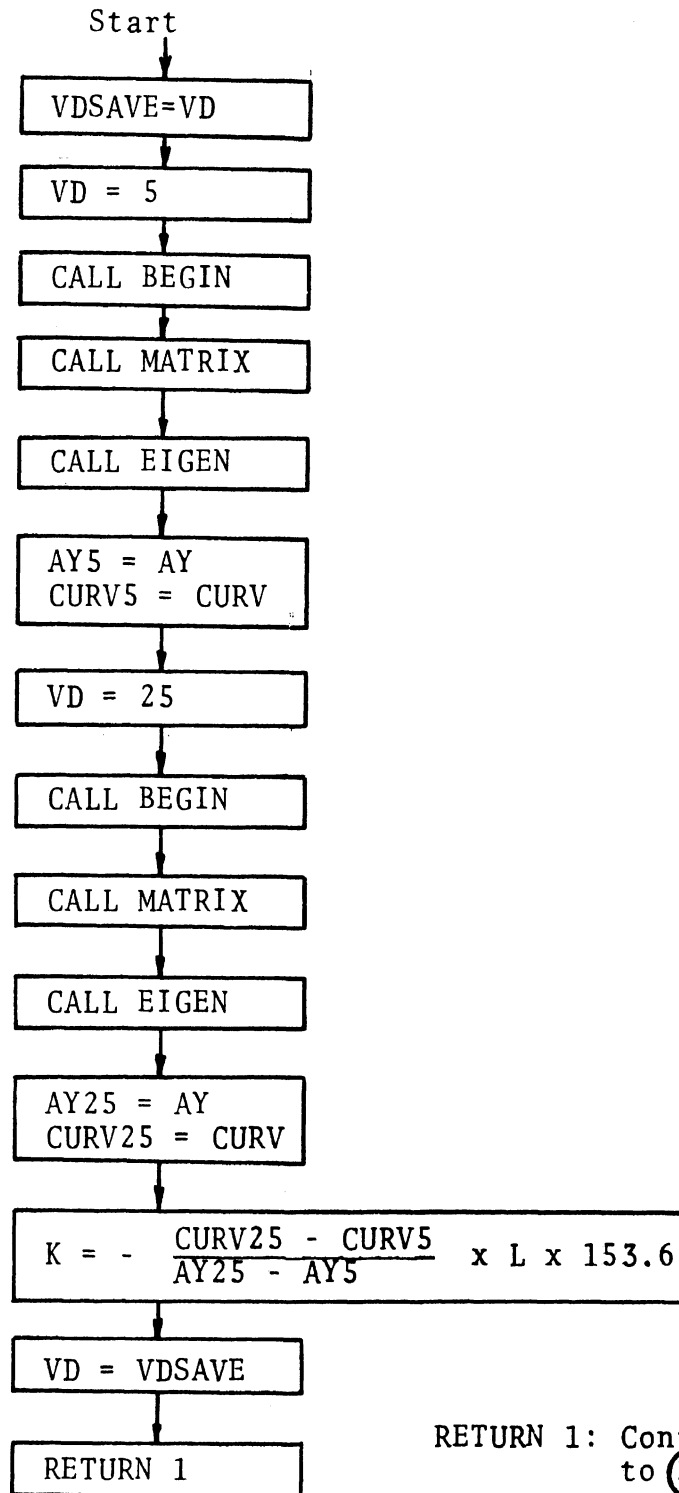 Start
VDSAVE=VD
VD = 5
CALL BEGIN
CALL MATRIX
CALL EIGEN
AY5 = AY
CURV5 = CURV
VD = 25
CALL BEGIN
CALL MATRIX
CALL EIGEN
AY25 = AY
CURV25 = CURV
K = - CURV25 - CURV5 x L x 153.6
AY25 - AY5
VD = VDSAVE
RETURN 1
RETURN 1:
to